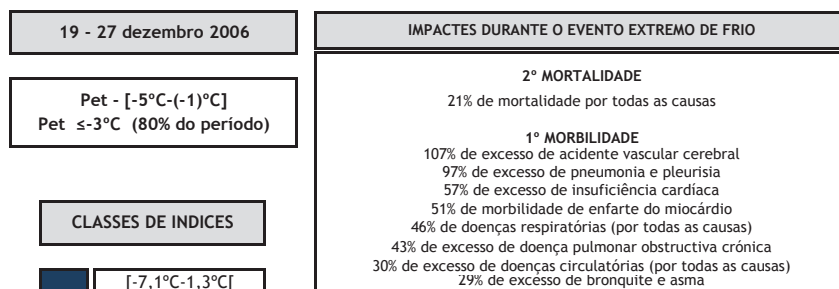 19 - 27 dezembro 2006
Pet - [-5ºC-(-1)ºC]
Pet ≤-3ºC (80% do período)
CLASSES DE INDICES
[-7,1ºC-1,3ºC[
IMPACTES DURANTE O EVENTO EXTREMO DE FRIO
2º MORTALIDADE
21% de mortalidade por todas as causas
1º MORBILIDADE
107% de excesso de acidente vascular cerebral
97% de excesso de pneumonia e pleurisia
57% de excesso de insuficiência cardíaca
51% de morbilidade de enfarte do miocárdio
46% de doenças respiratórias (por todas as causas)
43% de excesso de doença pulmonar obstructiva crónica
30% de excesso de doenças circulatórias (por todas as causas)
29% de excesso de bronquite e asma